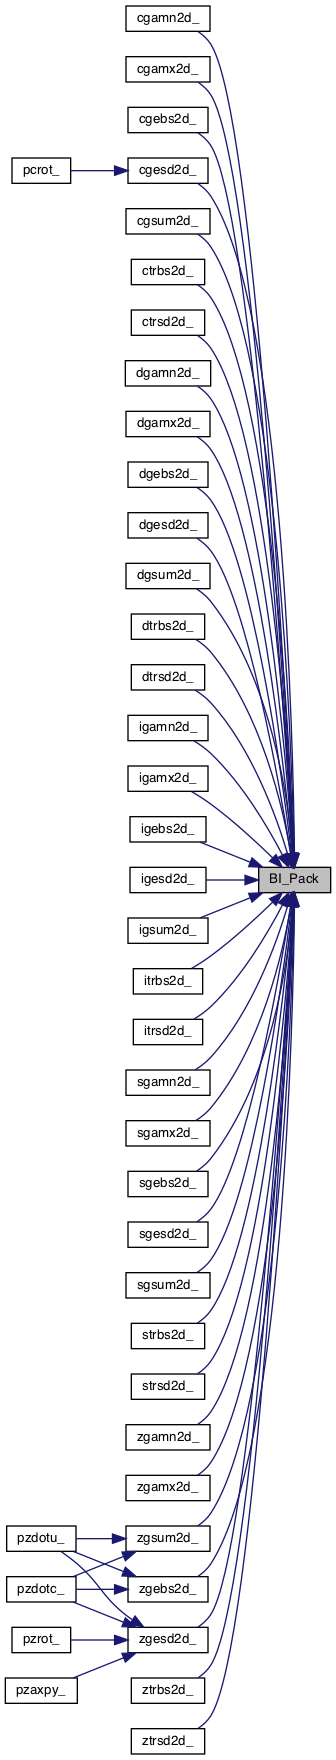 cgamn2d_
cgamx2d_
cgebs2d_
pcrot_
cgesd2d_
cgsum2d_
ctrbs2d_
ctrsd2d_
dgamn2d_
dgamx2d_
dgebs2d_
dgesd2d_
dgsum2d_
dtrbs2d_
dtrsd2d_
igamn2d_
igamx2d_
igebs2d_
igesd2d_
BI_Pack
igsum2d_
itrbs2d_
itrsd2d_
sgamn2d_
sgamx2d_
sgebs2d_
sgesd2d_
sgsum2d_
strbs2d_
strsd2d_
zgamn2d_
zgamx2d_
pzdotu_
zgsum2d_
pzdotc_
zgebs2d_
pzrot_
zgesd2d_
pzaxpy_
ztrbs2d_
ztrsd2d_